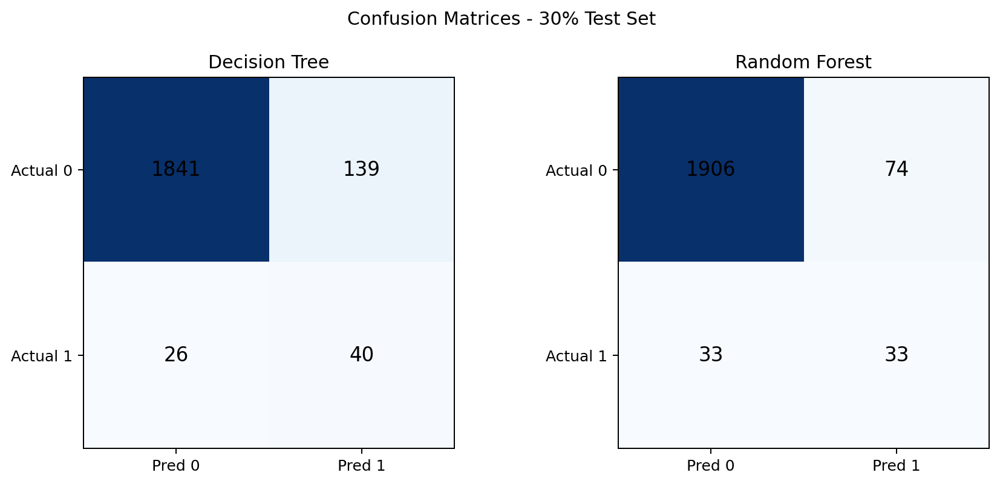 Confusion Matrices - 30% Test Set
Decision Tree
Actual 0
1841
139
Actual 1
26
40
Pred 0
Pred 1
Random Forest
Actual 0
1906
74
Actual 1
33
33
Pred 0
Pred 1